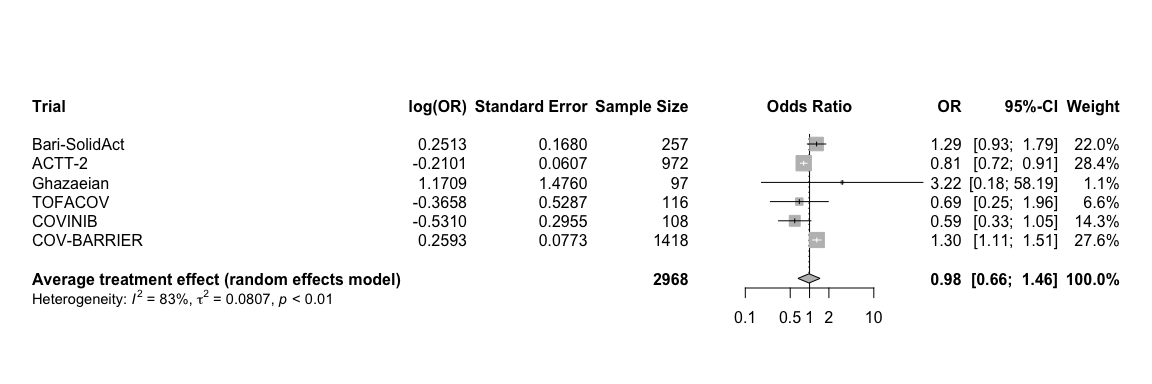 Trial log(OR) Standard Error Sample Size Odds Ratio OR 95%-CI Weight
Bari-SolidAct 0.2513 0.1680 257 1.29 [0.93; 1.79] 22.0%
ACTT-2 -0.2101 0.0607 972 0.81 [0.72; 0.91] 28.4%
Ghazaeian 1.1709 1.4760 97 3.22 [0.18; 58.19] 1.1%
TOFACOV -0.3658 0.5287 116 0.69 [0.25; 1.96] 6.6%
COVINIB -0.5310 0.2955 108 0.59 [0.33; 1.05] 14.3%
COV-BARRIER 0.2593 0.0773 1418 1.30 [1.11; 1.51] 27.6%
Average treatment effect (random effects model) 2968 0.98 [0.66; 1.46] 100.0%
Heterogeneity: I² = 83%, τ² = 0.0807, p < 0.01
0.1 0.5 1 2 10